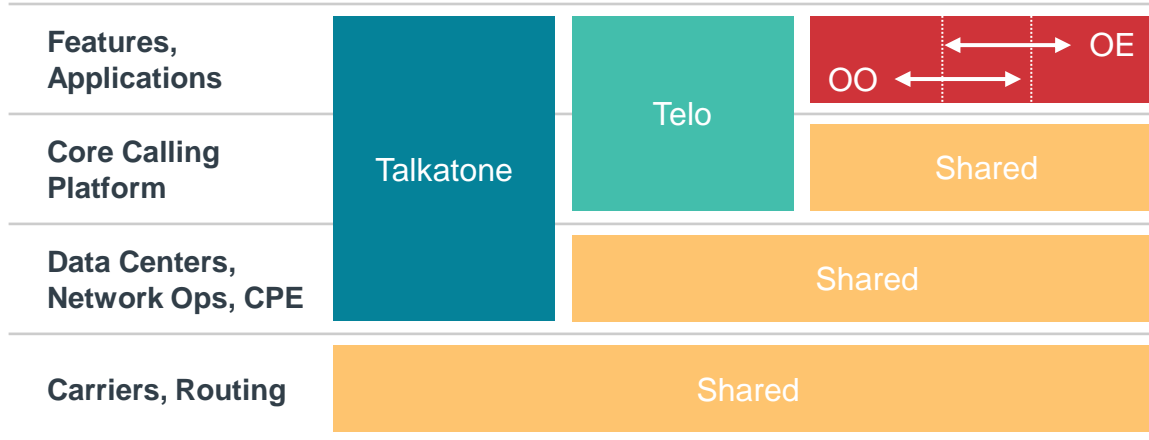 Features,
Applications
Talkatone
Telo
OO
OE
Core Calling
Platform
Shared
Data Centers,
Network Ops, CPE
Shared
Carriers, Routing
Shared